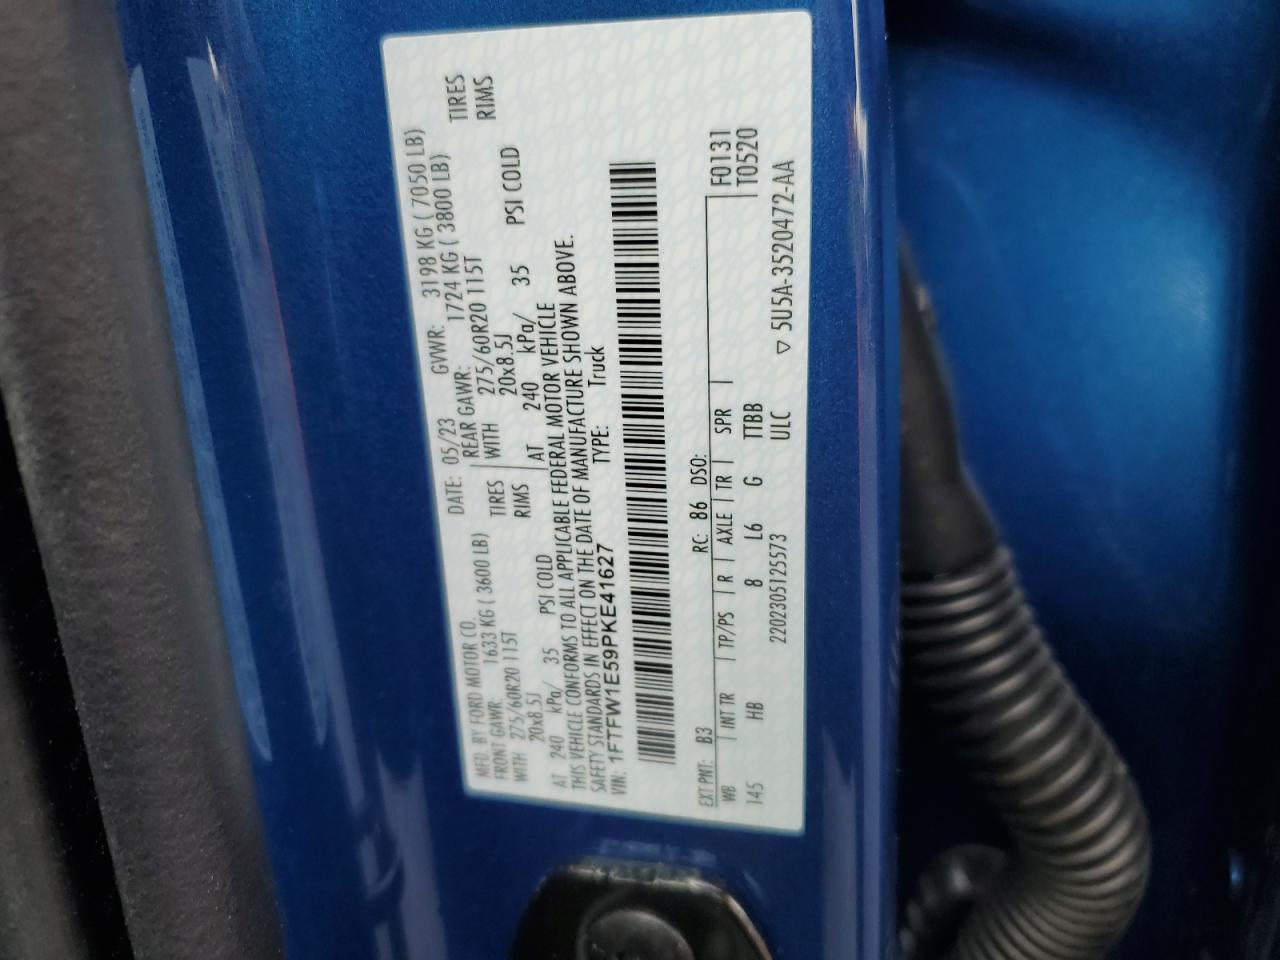 MFD. BY FORD MOTOR CO. DATE: 05/23 GVWR: 3198 KG ( 7050 LB)
FRONT GAWR: 1633 KG ( 3600 LB) REAR GAWR: 1724 KG ( 3800 LB)
WITH 275/60R20 115T TIRES WITH 275/60R20 115T TIRES
20x8.5J RIMS 20x8.5J RIMS
AT 240 kPa/ 35 PSI COLD AT 240 kPa/ 35 PSI COLD
THIS VEHICLE CONFORMS TO ALL APPLICABLE FEDERAL MOTOR VEHICLE
SAFETY STANDARDS IN EFFECT ON THE DATE OF MANUFACTURE SHOWN ABOVE.
VIN: 1FTFW1E59PKE41627 TYPE: Truck
EXT PNT: B3 RC: 86 DSO: F0131
WB INT TR TP/PS R AXLE TR SPR T0520
145 HB 8 L6 G TTBB
2202305125573 ULC ▽ 5U5A-3520472-AA